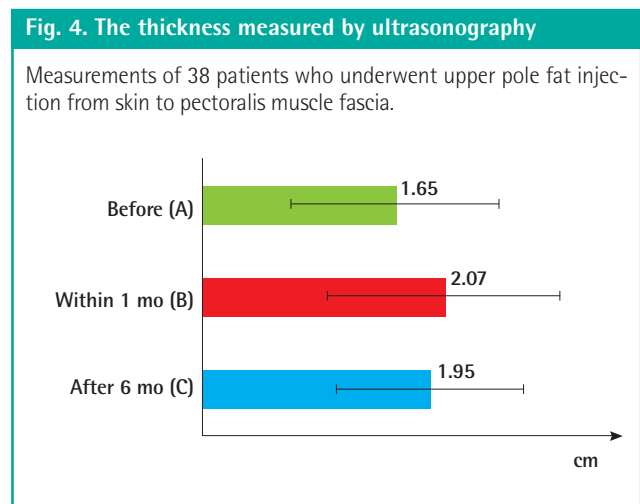 Fig. 4. The thickness measured by ultrasonography
Measurements of 38 patients who underwent upper pole fat injec-
tion from skin to pectoralis muscle fascia.
Before (A)
1.65
Within 1 mo (B)
2.07
After 6 mo (C)
1.95
cm